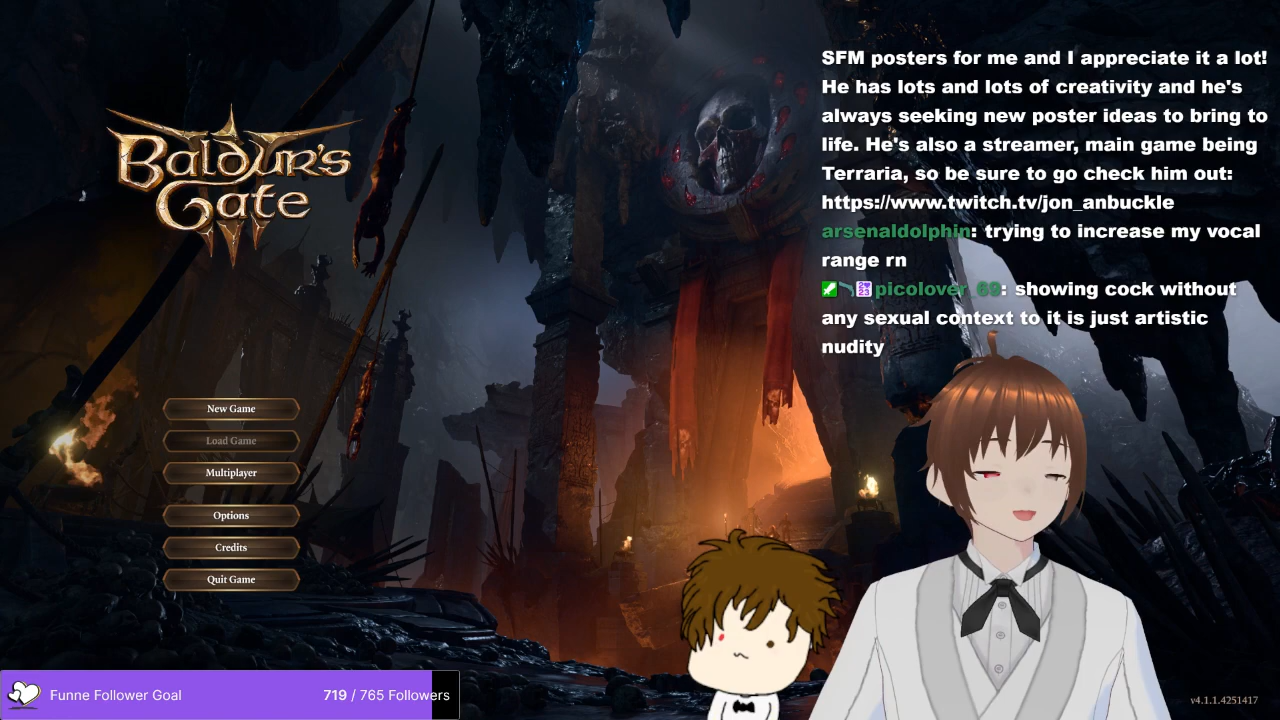 SFM posters for me and I appreciate it a lot!
He has lots and lots of creativity and he's
always seeking new poster ideas to bring to
life. He's also a streamer, main game being
Terraria, so be sure to go check him out:
https://www.twitch.tv/jon_anbuckle
arsenaldolphin: trying to increase my vocal
range rn
picolover_69: showing cock without
any sexual context to it is just artistic
nudity
Baldur's
Gate
New Game
Load Game
Multiplayer
Options
Credits
Quit Game
Funne Follower Goal 719 / 765 Followers
v4.1.1.4251417